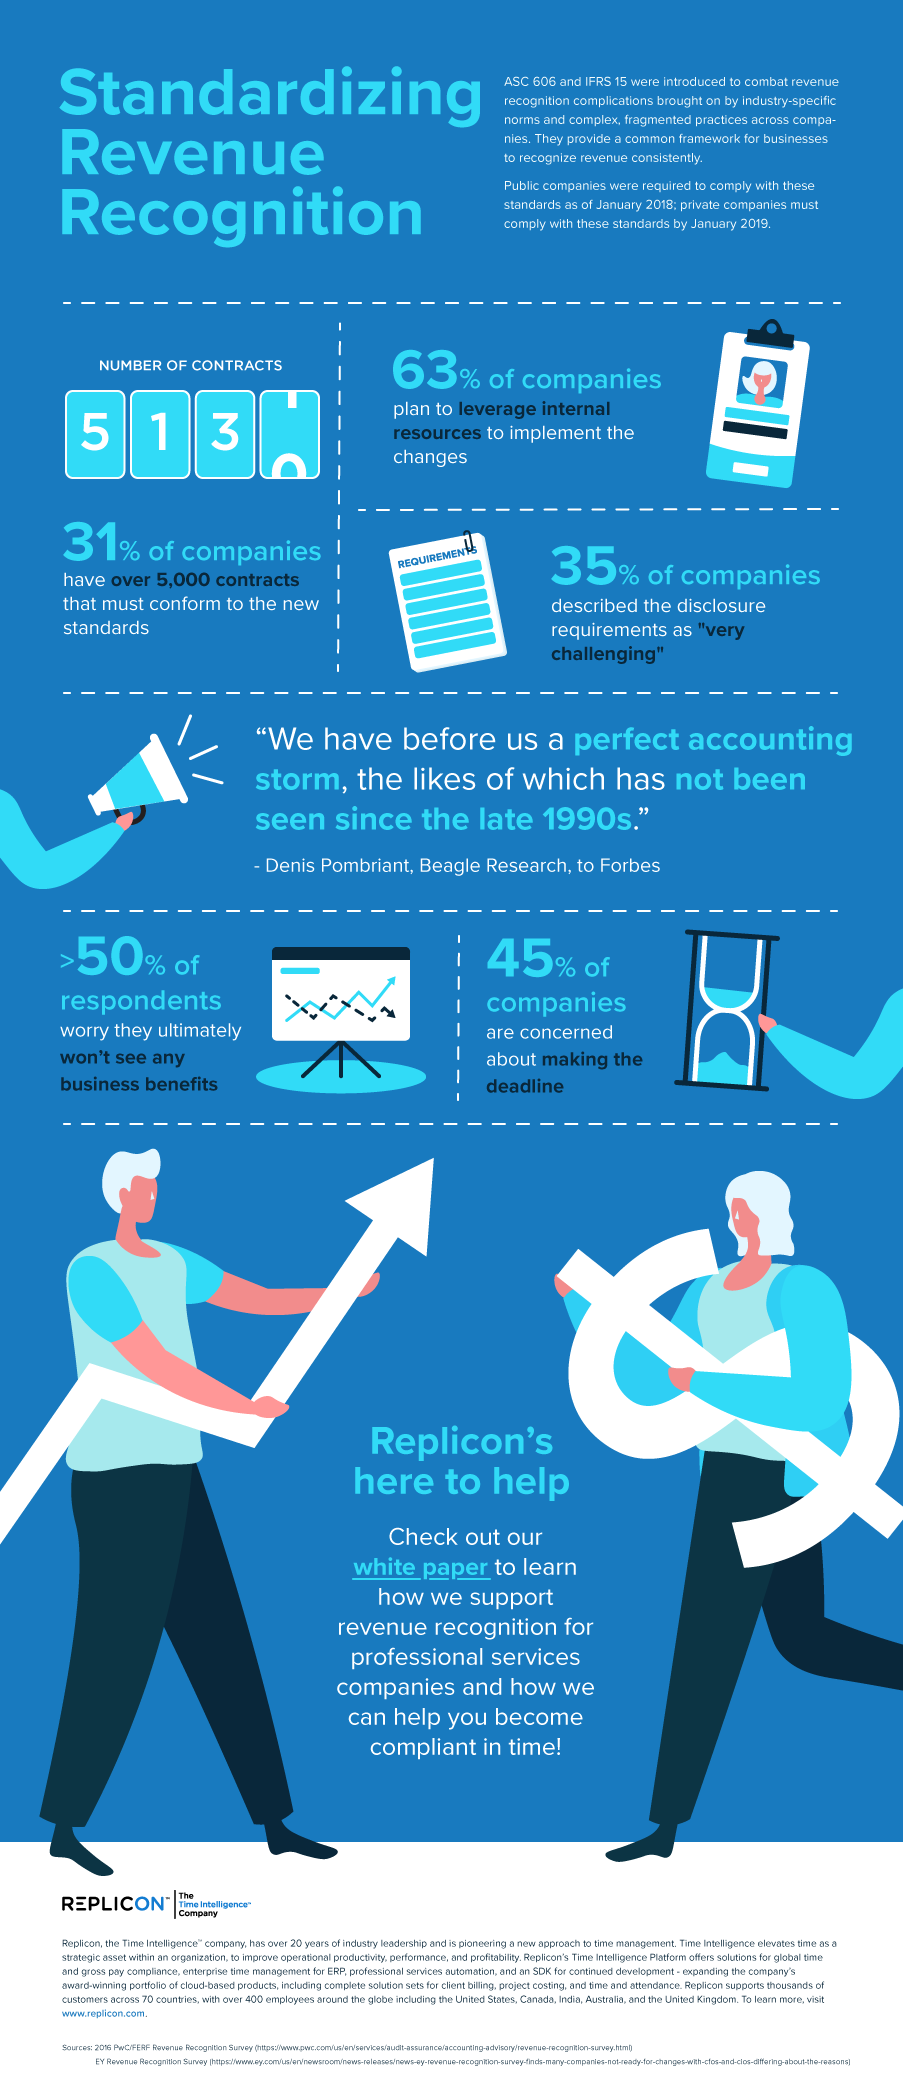 Standardizing
Revenue
Recognition
ASC 606 and IFRS 15 were introduced to combat revenue
recognition complications brought on by industry-specific
norms and complex, fragmented practices across compa-
nies. They provide a common framework for businesses
to recognize revenue consistently.
Public companies were required to comply with these
standards as of January 2018; private companies must
comply with these standards by January 2019.
NUMBER OF CONTRACTS
5 1 3 0
31% of companies
have over 5,000 contracts
that must conform to the new
standards
63% of companies
plan to leverage internal
resources to implement the
changes
REQUIREMENTS
35% of companies
described the disclosure
requirements as "very
challenging"
“We have before us a perfect accounting
storm, the likes of which has not been
seen since the late 1990s.”
- Denis Pombriant, Beagle Research, to Forbes
>50% of
respondents
worry they ultimately
won’t see any
business benefits
45% of
companies
are concerned
about making the
deadline
Replicon’s
here to help
Check out our
white paper to learn
how we support
revenue recognition for
professional services
companies and how we
can help you become
compliant in time!
REPLICON™ The
Time Intelligence™
Company
Replicon, the Time Intelligence™ company, has over 20 years of industry leadership and is pioneering a new approach to time management. Time Intelligence elevates time as a
strategic asset within an organization, to improve operational productivity, performance, and profitability. Replicon’s Time Intelligence Platform offers solutions for global time
and gross pay compliance, enterprise time management for ERP, professional services automation, and an SDK for continued development - expanding the company’s
award-winning portfolio of cloud-based products, including complete solution sets for client billing, project costing, and time and attendance. Replicon supports thousands of
customers across 70 countries, with over 400 employees around the globe including the United States, Canada, India, Australia, and the United Kingdom. To learn more, visit
www.replicon.com.
Sources: 2016 PwC/FERF Revenue Recognition Survey (https://www.pwc.com/us/en/services/audit-assurance/accounting-advisory/revenue-recognition-survey.html)
EY Revenue Recognition Survey (https://www.ey.com/us/en/newsroom/news-releases/news-ey-revenue-recognition-survey-finds-many-companies-not-ready-for-changes-with-cfos-and-cios-differing-about-the-reasons)